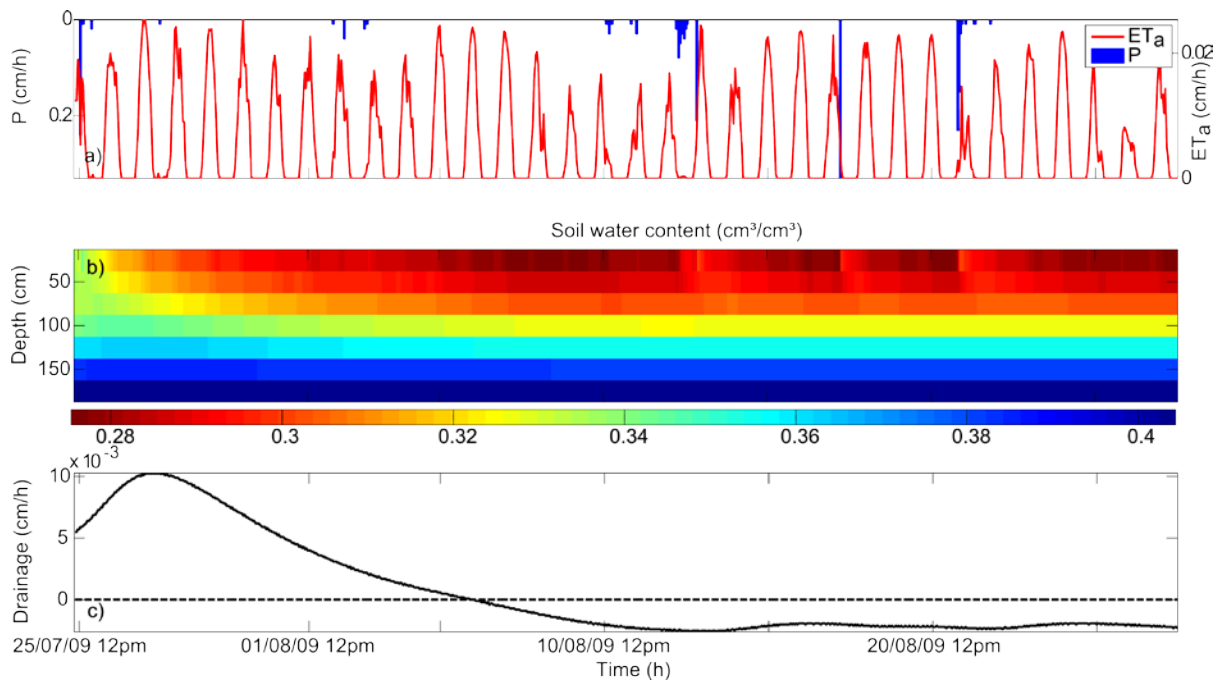 0
0.2
P (cm/h)
a)
ETa
P
0.02
0
ETa (cm/h)
Soil water content (cm³/cm³)
b)
50
100
150
Depth (cm)
0.28 0.3 0.32 0.34 0.36 0.38 0.4
x 10-3
10
5
0
Drainage (cm/h)
c)
25/07/09 12pm 01/08/09 12pm 10/08/09 12pm 20/08/09 12pm
Time (h)